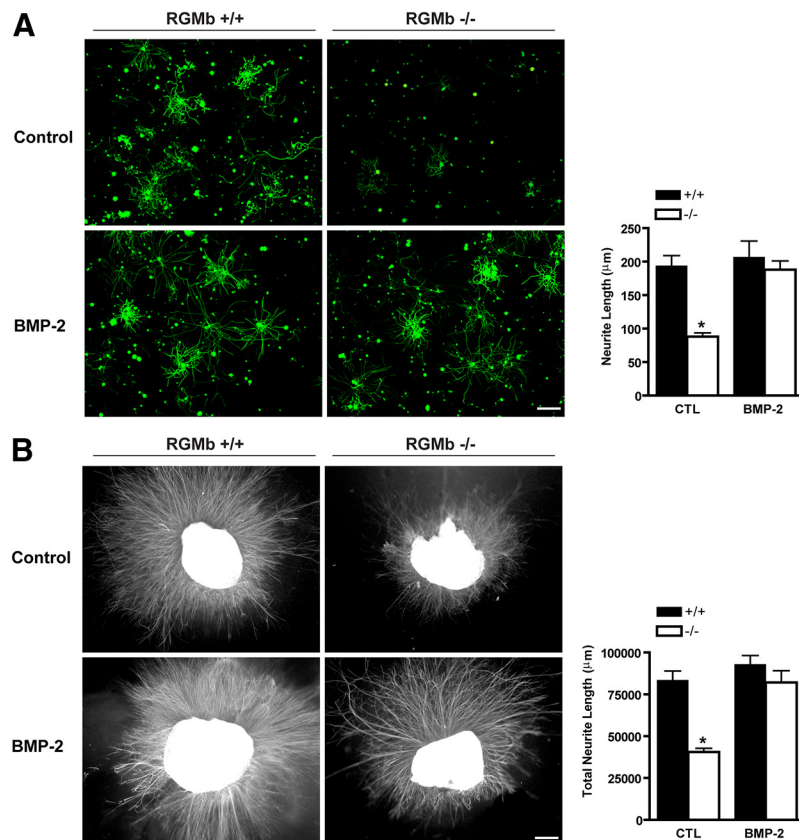 A
RGMb +/+ RGMb -/-
Control
BMP-2
+/+
-/-
Neurite Length (μm)
250
200
150
100
50
0
*
CTL BMP-2
B
RGMb +/+ RGMb -/-
Control
BMP-2
+/+
-/-
Total Neurite Length (μm)
100000
75000
50000
25000
0
*
CTL BMP-2